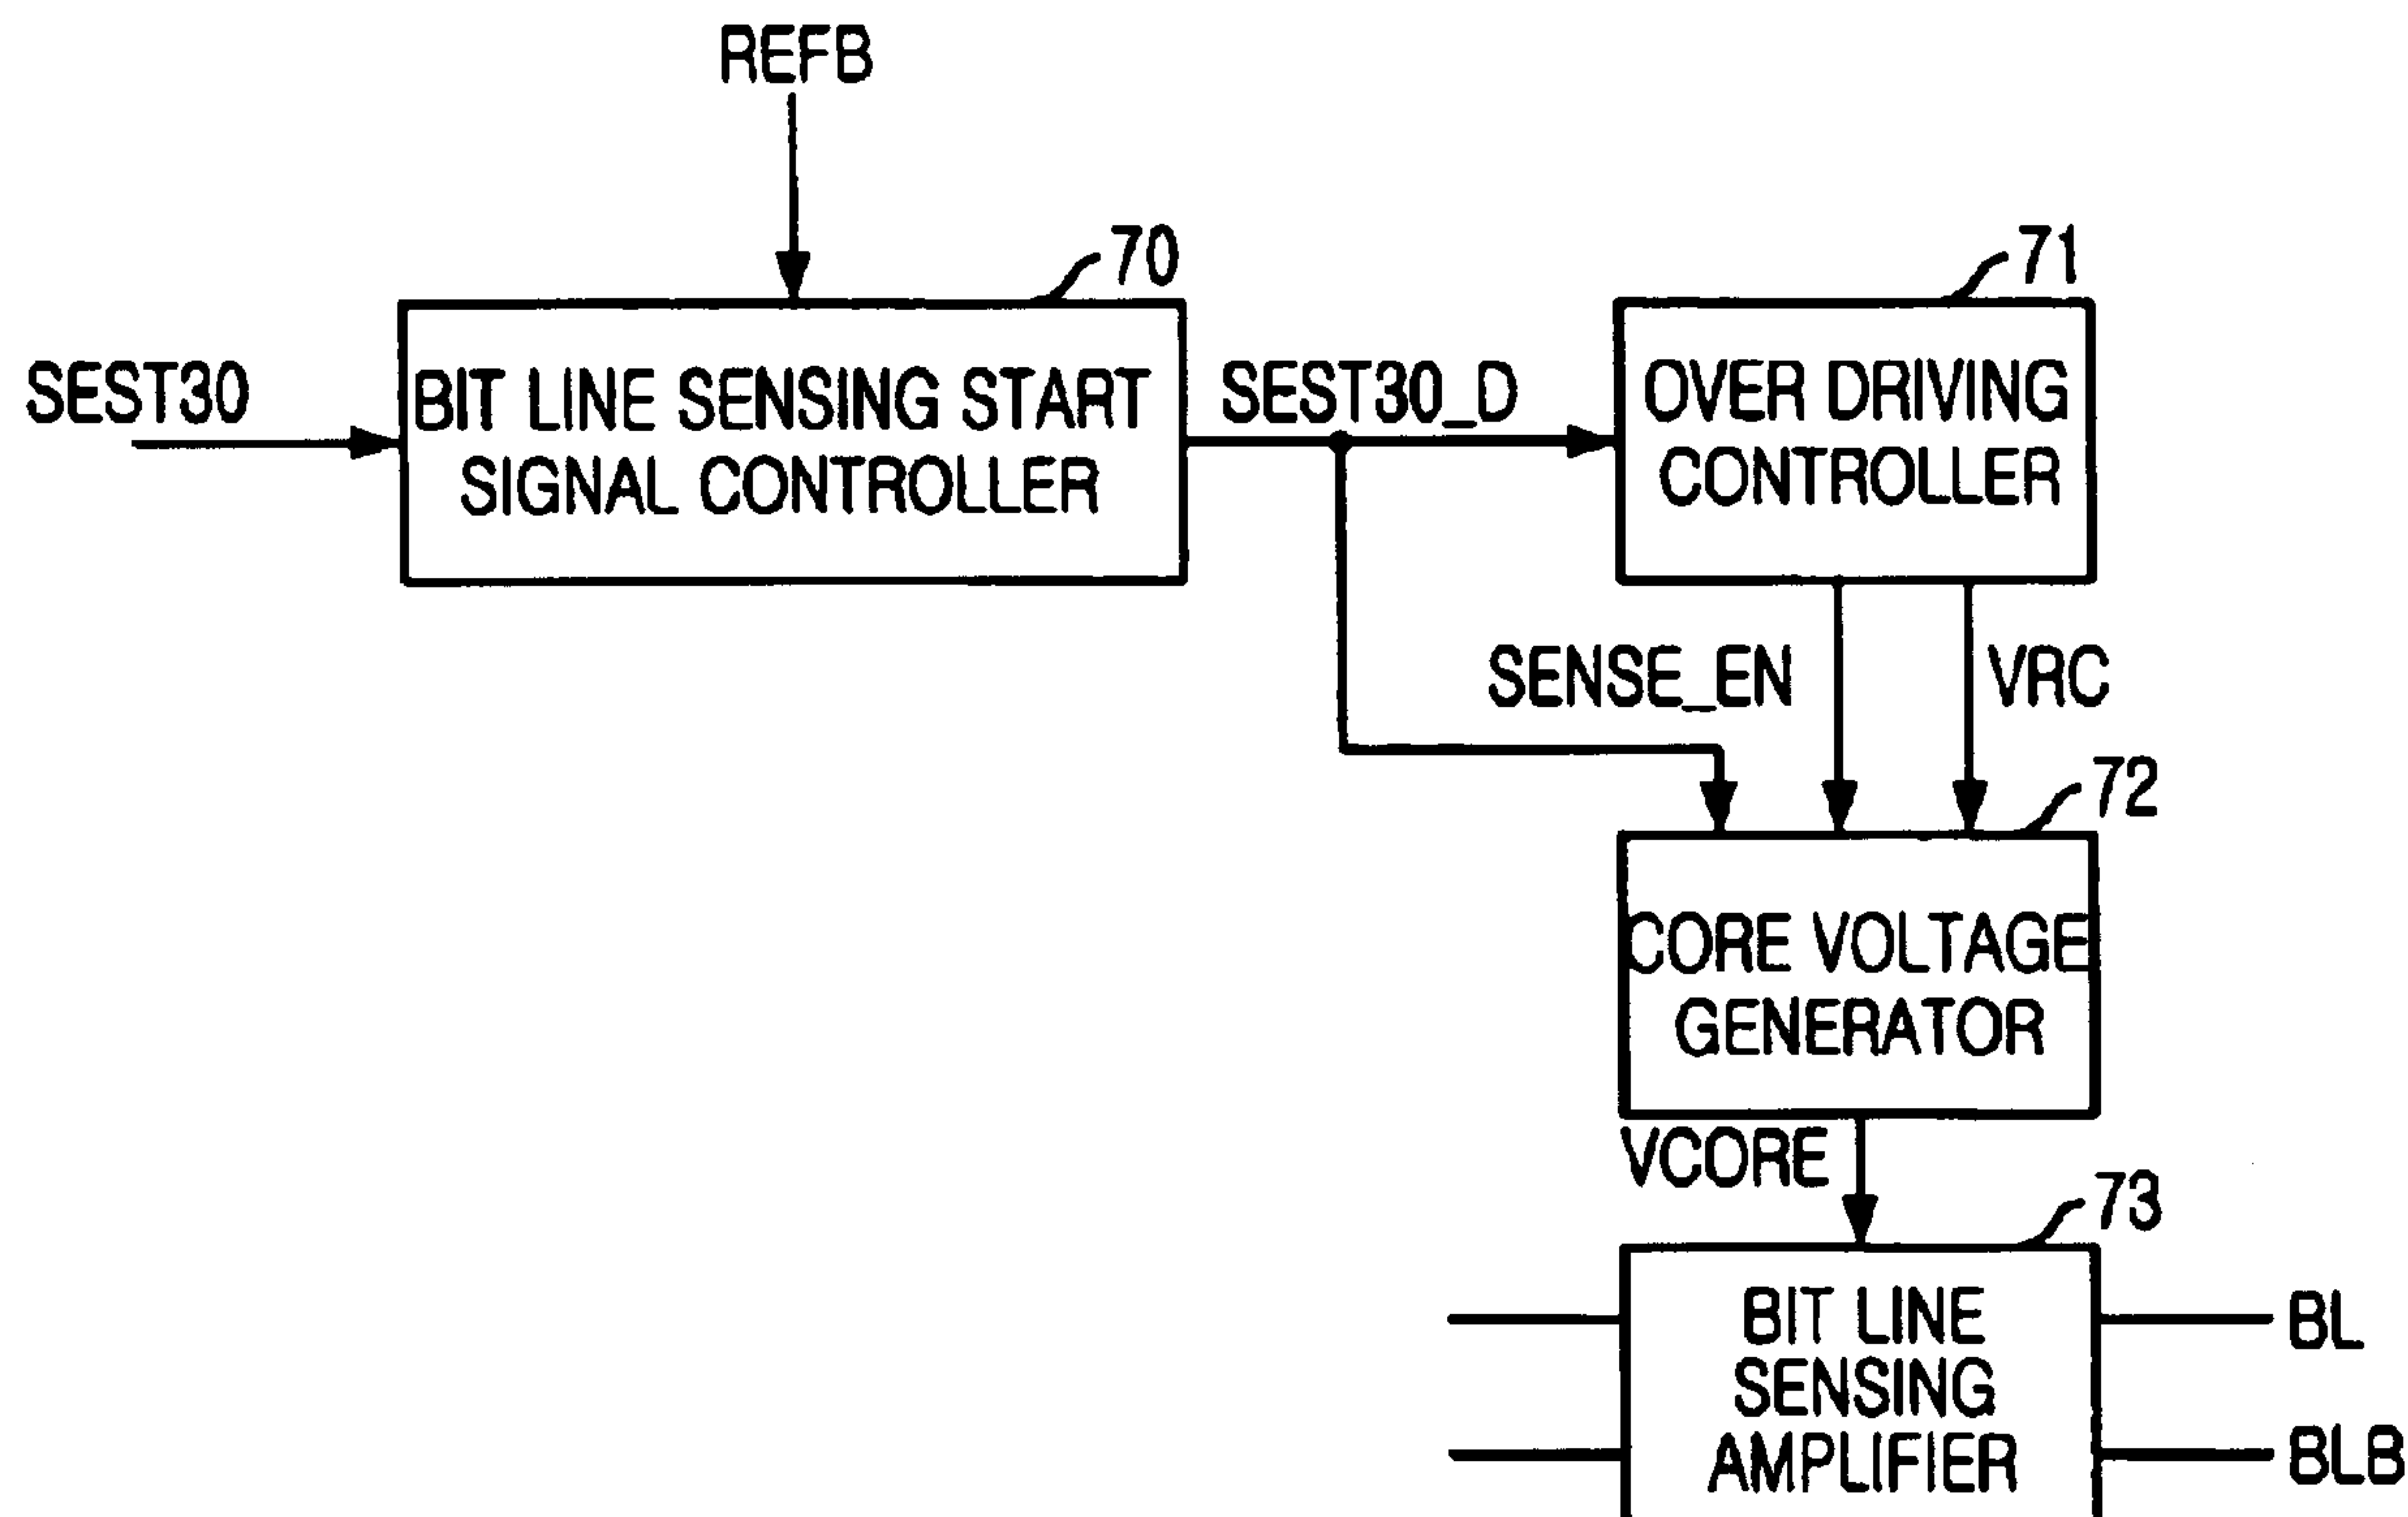 REFB
70
71
SEST30
BIT LINE SENSING START
SIGNAL CONTROLLER
SEST30_D
OVER DRIVING
CONTROLLER
SENSE_EN
VRC
72
CORE VOLTAGE
GENERATOR
VCORE
73
BIT LINE
SENSING
AMPLIFIER
BL
BLB